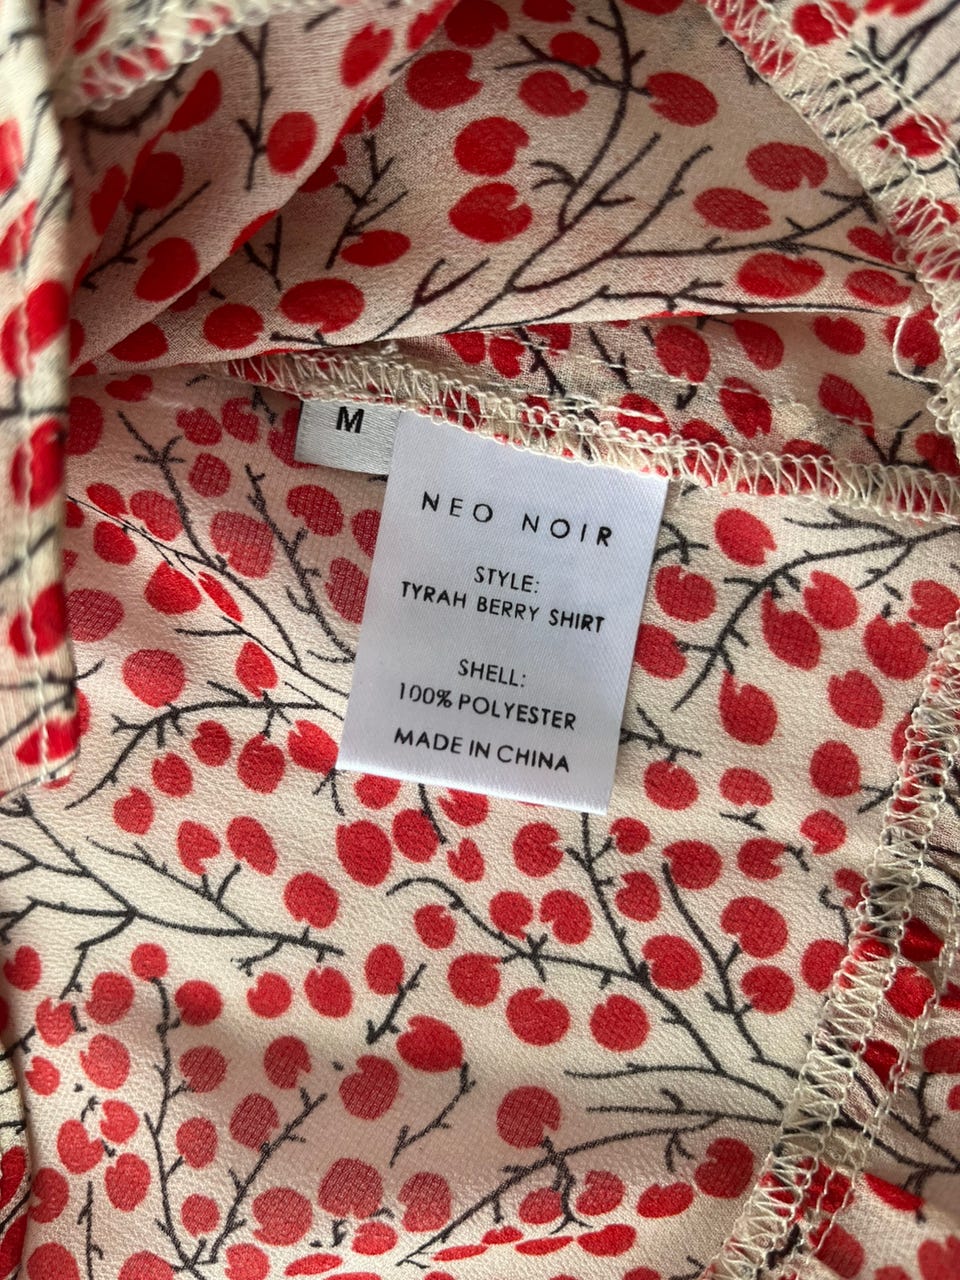 M
NEO NOIR
STYLE:
TYRAH BERRY SHIRT
SHELL:
100% POLYESTER
MADE IN CHINA